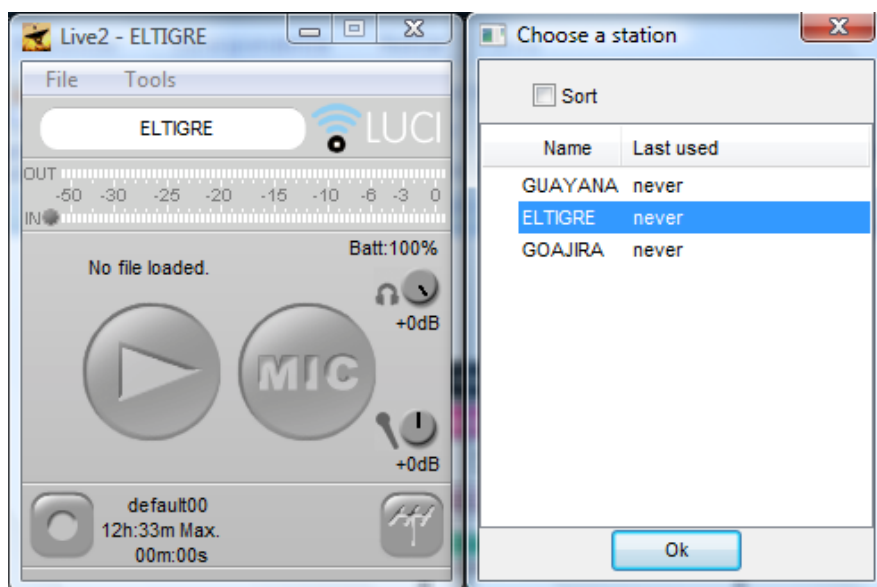 Live2 - ELTIGRE
File Tools
ELTIGRE
LUCI
OUT
-50 -30 -25 -20 -15 -10 -6 -3 0
IN
Batt:100%
No file loaded.
+0dB
MIC
+0dB
default00
12h:33m Max.
00m:00s
Choose a station
Sort
Name Last used
GUAYANA never
ELTIGRE never
GOAJIRA never
Ok